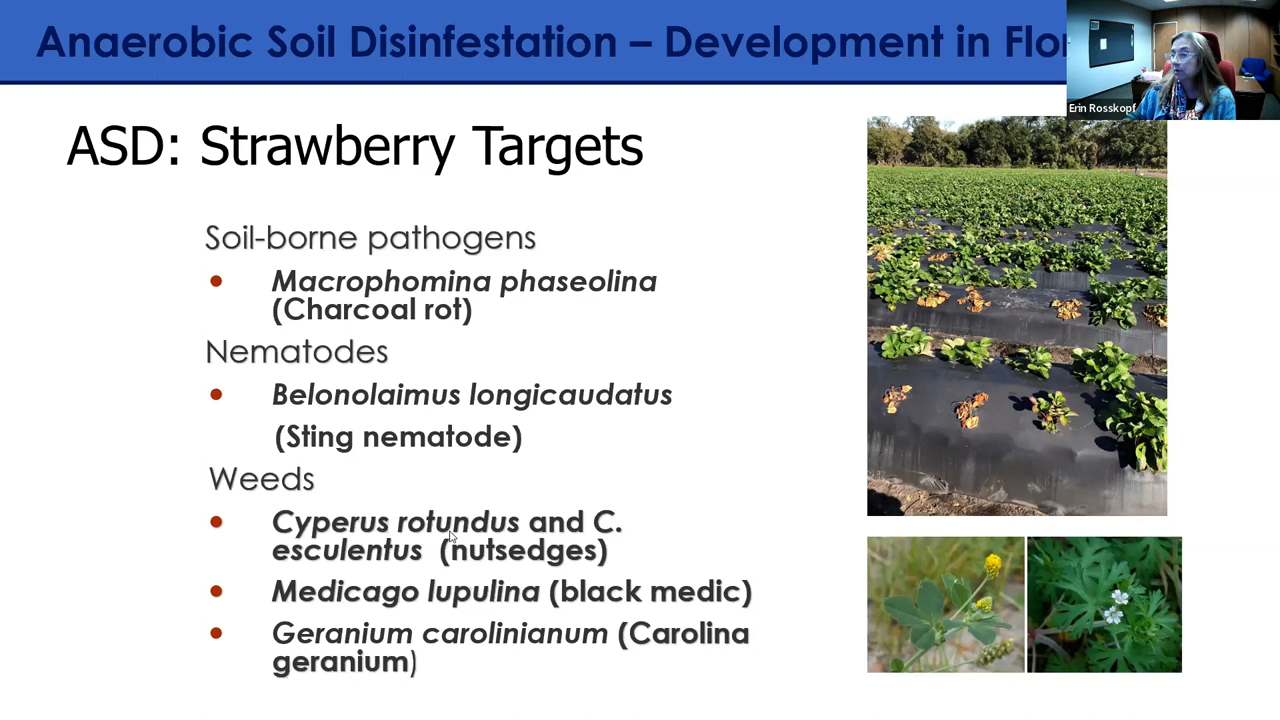 Anaerobic Soil Disinfestation – Development in Flo
Erin Rosskopf
ASD: Strawberry Targets
Soil-borne pathogens
• Macrophomina phaseolina
(Charcoal rot)
Nematodes
• Belonolaimus longicaudatus
(Sting nematode)
Weeds
• Cyperus rotundus and C.
esculentus (nutsedges)
• Medicago lupulina (black medic)
• Geranium carolinianum (Carolina
geranium)